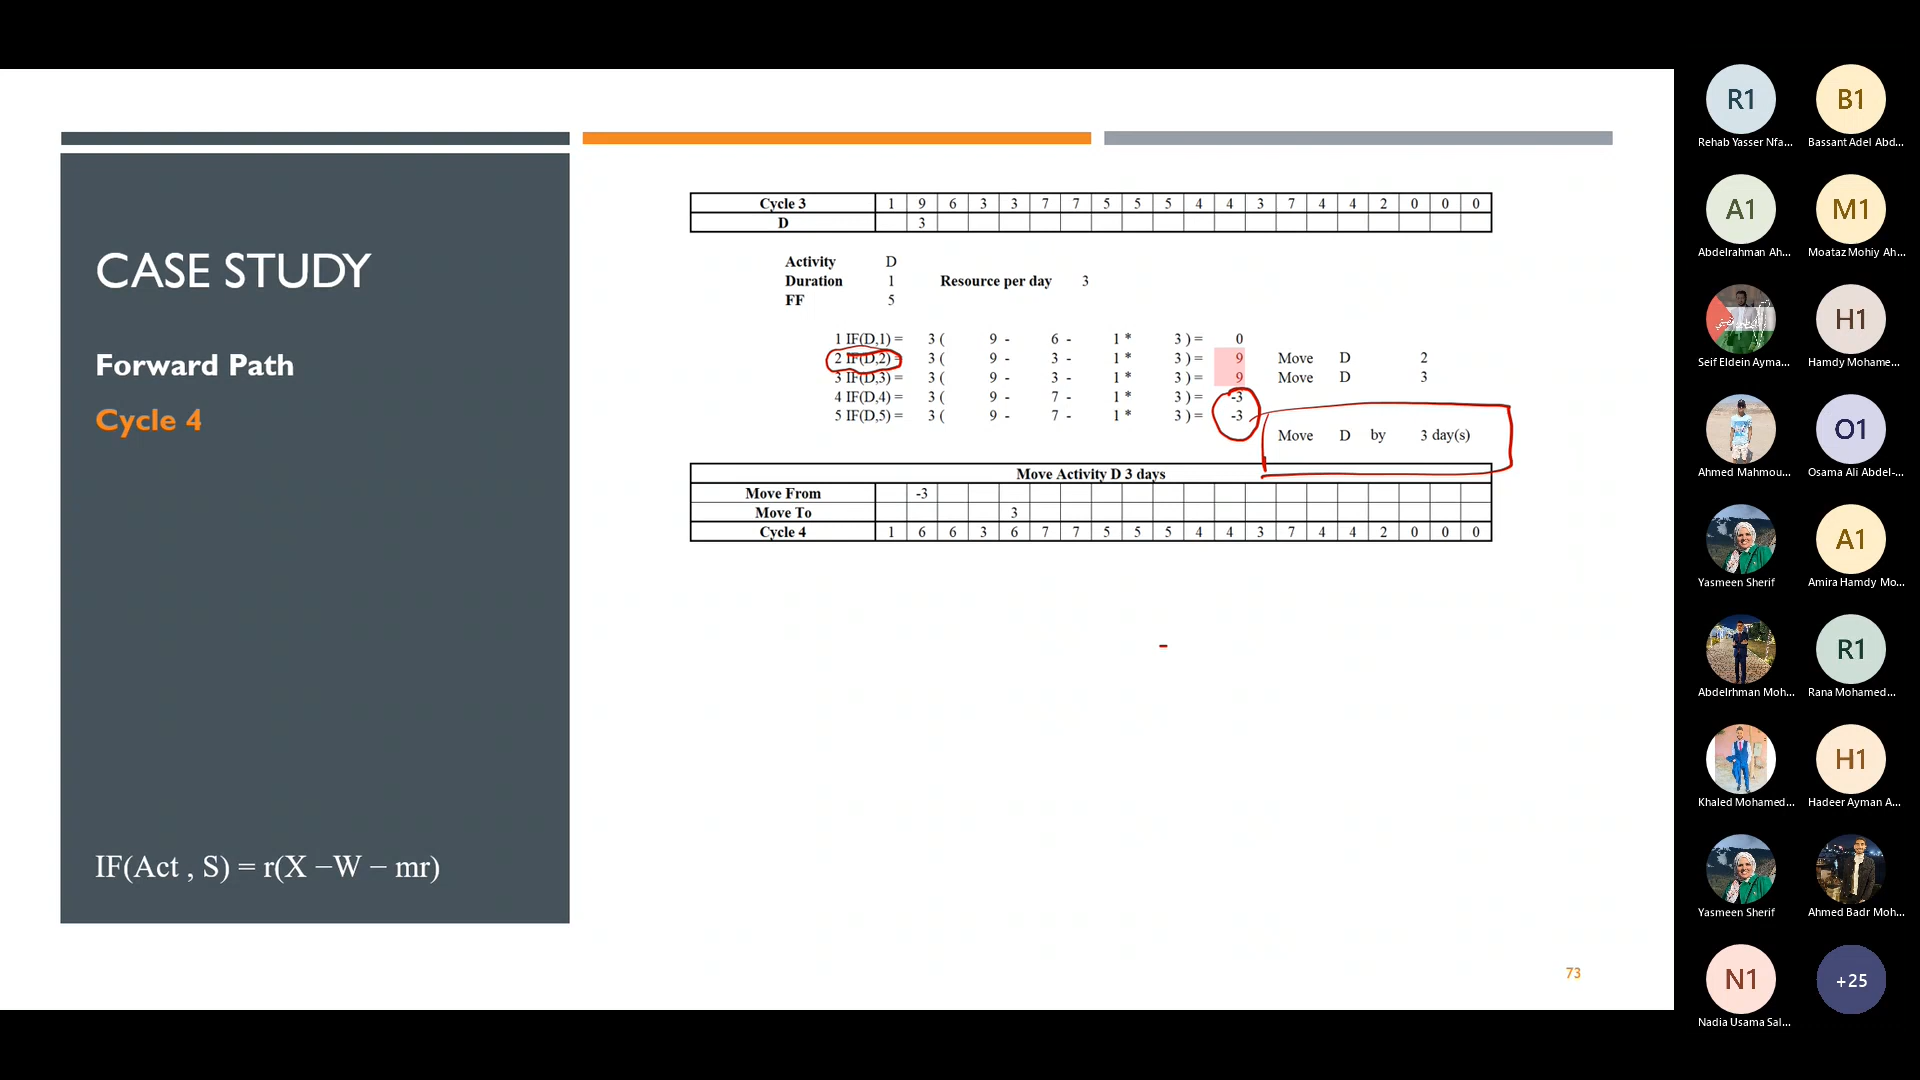 CASE STUDY
Forward Path
Cycle 4
IF(Act , S) = r(X −W − mr)
Cycle 3 1 9 6 3 3 7 7 5 5 5 4 4 3 7 4 4 2 0 0 0
D 3
Activity D
Duration 1 Resource per day 3
FF 5
1 IF(D,1) = 3 ( 9 - 6 - 1 * 3 ) = 0
2 IF(D,2) = 3 ( 9 - 3 - 1 * 3 ) = 9 Move D 2
3 IF(D,3) = 3 ( 9 - 3 - 1 * 3 ) = 9 Move D 3
4 IF(D,4) = 3 ( 9 - 7 - 1 * 3 ) = -3
5 IF(D,5) = 3 ( 9 - 7 - 1 * 3 ) = -3
Move D by 3 day(s)
Move Activity D 3 days
Move From -3
Move To 3
Cycle 4 1 6 6 3 6 7 7 5 5 5 4 4 3 7 4 4 2 0 0 0
73
R1 B1
Rehab Yasser Nfa... Bassant Adel Abd...
A1 M1
Abdelrahman Ah... Moataz Mohiy Ah...
H1
Seif Eldein Ayma... Hamdy Mohame...
O1
Ahmed Mahmou... Osama Ali Abdel-...
A1
Yasmeen Sherif Amira Hamdy Mo...
R1
Abdelrhman Moh... Rana Mohamed...
H1
Khaled Mohamed... Hadeer Ayman A...
Yasmeen Sherif Ahmed Badr Moh...
N1 +25
Nadia Usama Sal...